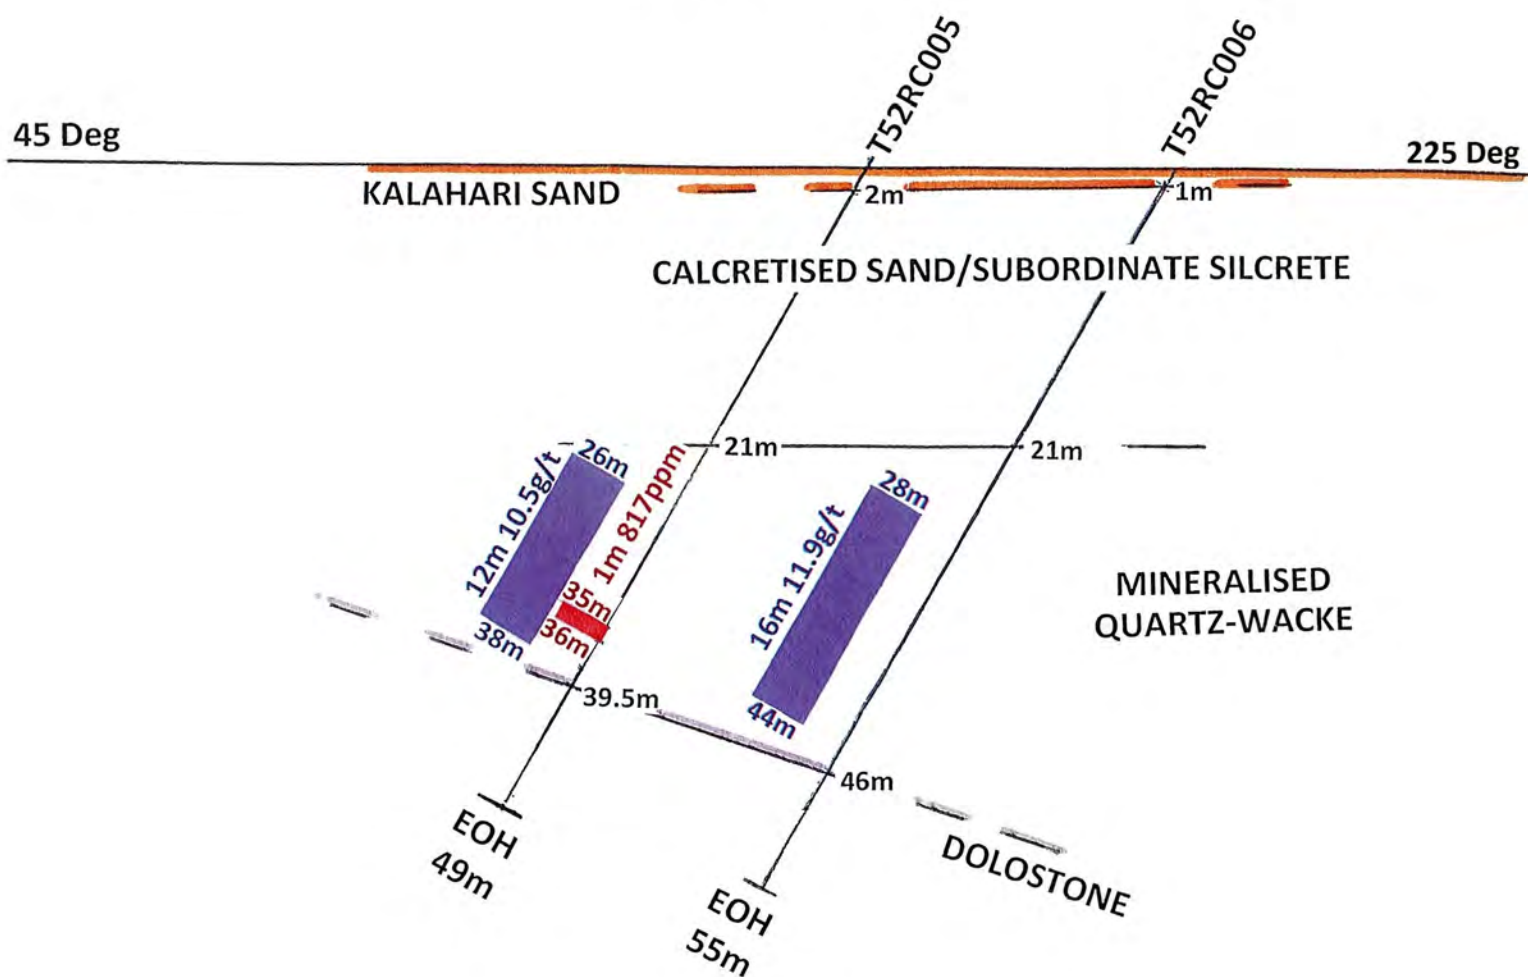 T52RC005
T52RC006
45 Deg
225 Deg
KALAHARI SAND
2m
1m
CALCRETISED SAND/SUBORDINATE SILCRETE
21m
21m
26m
12m 10.5g/t
1m 817ppm
28m
16m 11.9g/t
35m
36m
38m
MINERALISED
QUARTZ-WACKE
39.5m
44m
46m
EOH
49m
DOLOSTONE
EOH
55m